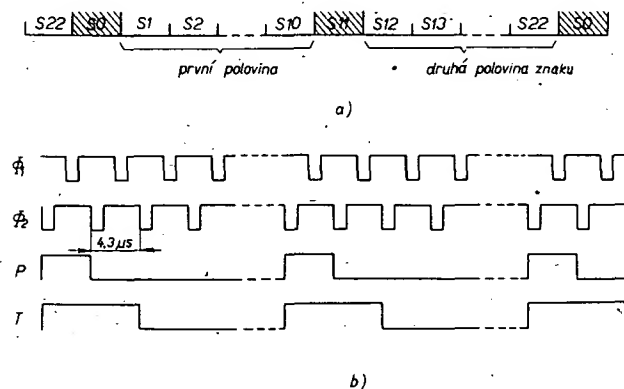 S22 S0 S1 S2 S10 S11 S12 S13 S22 S0
první polovina druhá polovina znaku
a)
Φ1
Φ2
4,3 μs
P
T
b)